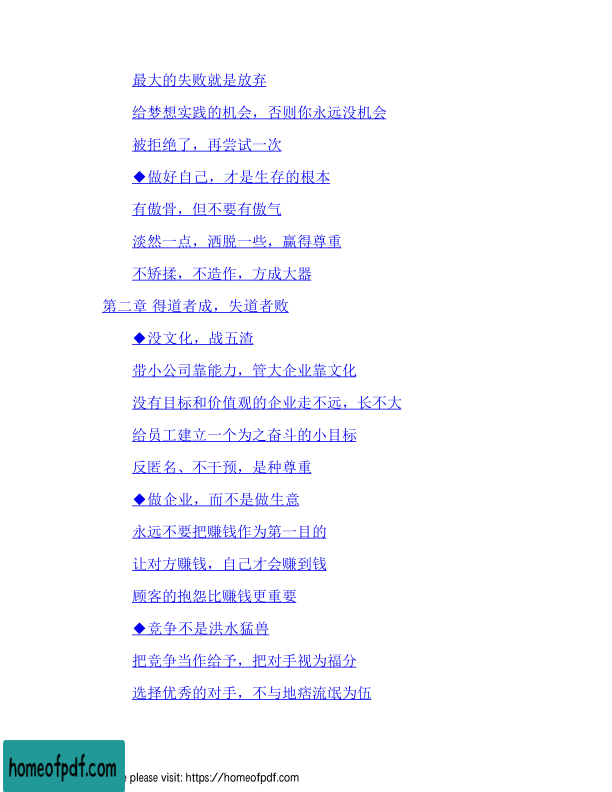 最大的失败就是放弃
给梦想实践的机会，否则你永远没机会
被拒绝了，再尝试一次
◆做好自己，才是生存的根本
有傲骨，但不要有傲气
淡然一点，洒脱一些，赢得尊重
不矫揉，不造作，方成大器
第二章 得道者成，失道者败
◆没文化，战五渣
带小公司靠能力，管大企业靠文化
没有目标和价值观的企业走不远，长不大
给员工建立一个为之奋斗的小目标
反匿名、不干预，是种尊重
◆做企业，而不是做生意
永远不要把赚钱作为第一目的
让对方赚钱，自己才会赚到钱
顾客的抱怨比赚钱更重要
◆竞争不是洪水猛兽
把竞争当作给予，把对手视为福分
选择优秀的对手，不与地痞流氓为伍
homeofpdf.com
please visit: https://homeofpdf.com